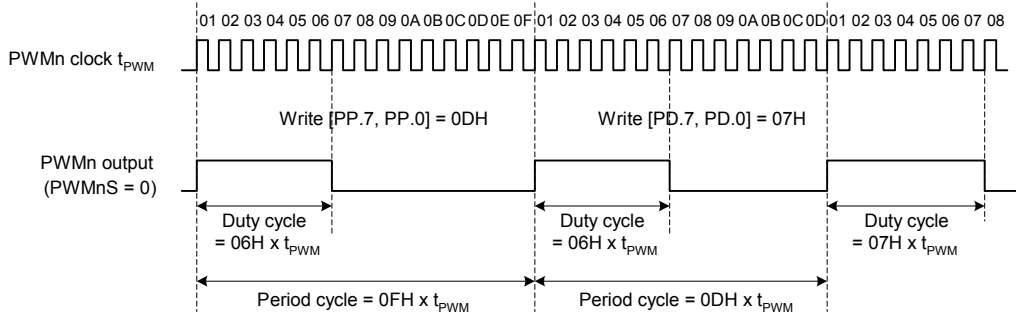 01 02 03 04 05 06 07 08 09 0A 0B 0C 0D 0E 0F 01 02 03 04 05 06 07 08 09 0A 0B 0C 0D 01 02 03 04 05 06 07 08
PWMn clock tPWM
Write [PP.7, PP.0] = 0DH Write [PD.7, PD.0] = 07H
PWMn output
(PWMnS = 0)
Duty cycle
= 06H x tPWM
Duty cycle
= 06H x tPWM
Duty cycle
= 07H x tPWM
Period cycle = 0FH x tPWM Period cycle = 0DH x tPWM